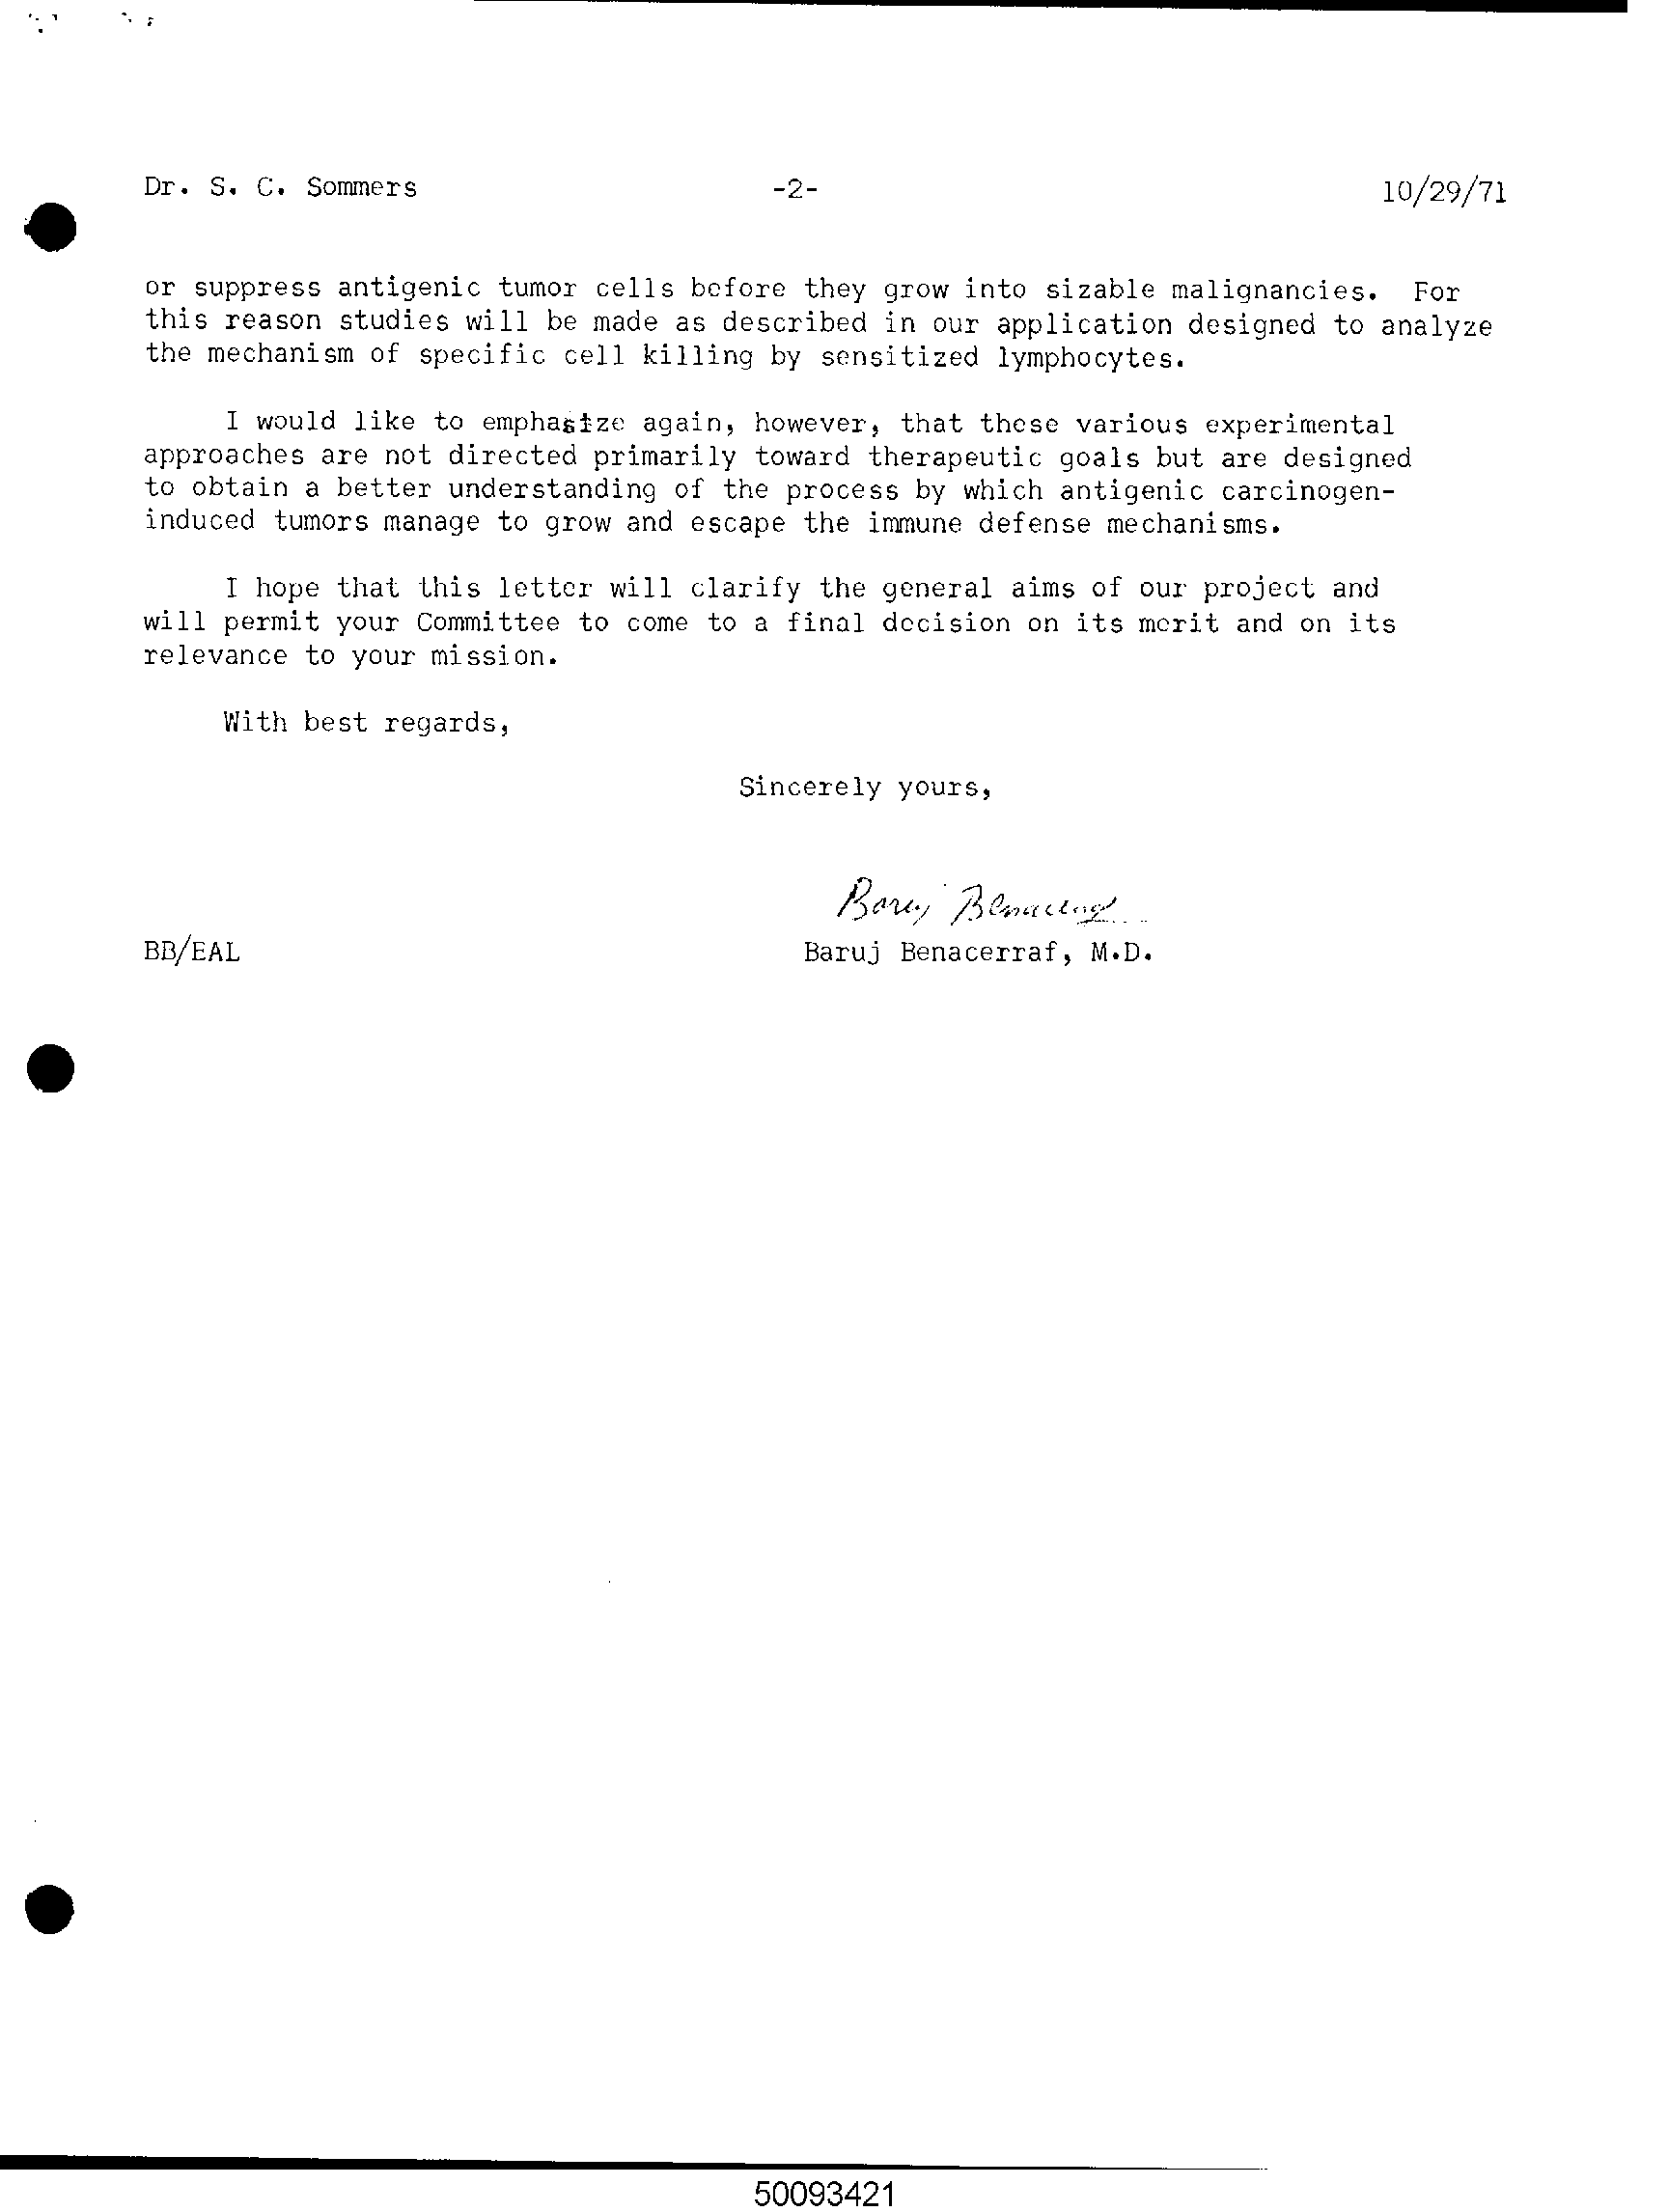 Dr. S. C. Sommers -2- 10/29/71
or suppress antigenic tumor cells before they grow into sizable malignancies. For
this reason studies will be made as described in our application designed to analyze
the mechanism of specific cell killing by sensitized lymphocytes.
I would like to emphasize again, however, that these various experimental
approaches are not directed primarily toward therapeutic goals but are designed
to obtain a better understanding of the process by which antigenic carcinogen-
induced tumors manage to grow and escape the immune defense mechanisms.
I hope that this letter will clarify the general aims of our project and
will permit your Committee to come to a final decision on its merit and on its
relevance to your mission.
With best regards,
Sincerely yours,
Baruj Benacerraf
BB/EAL Baruj Benacerraf, M.D.
50093421